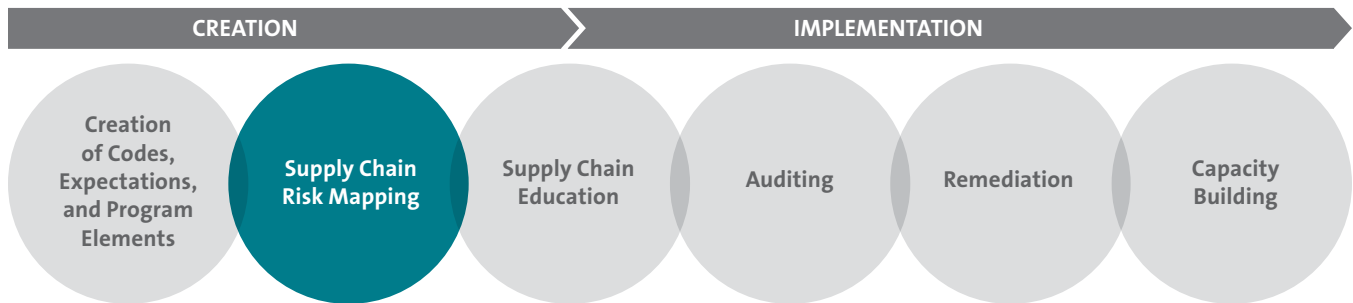 CREATION
IMPLEMENTATION
Creation
of Codes,
Expectations,
and Program
Elements
Supply Chain
Risk Mapping
Supply Chain
Education
Auditing
Remediation
Capacity
Building